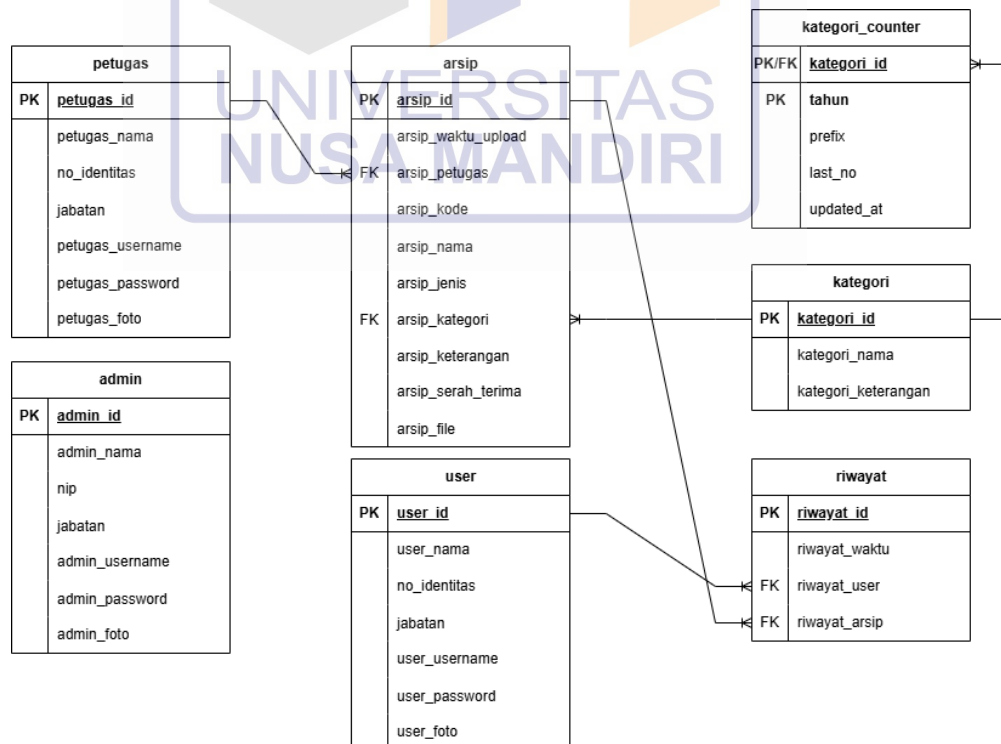 petugas
PK petugas_id
petugas_nama
no_identitas
jabatan
petugas_username
petugas_password
petugas_foto
admin
PK admin_id
admin_nama
nip
jabatan
admin_username
admin_password
admin_foto
arsip
PK arsip_id
arsip_waktu_upload
FK arsip_petugas
arsip_kode
arsip_nama
arsip_jenis
FK arsip_kategori
arsip_keterangan
arsip_serah_terima
arsip_file
user
PK user_id
user_nama
no_identitas
jabatan
user_username
user_password
user_foto
kategori_counter
PK/FK kategori_id
PK tahun
prefix
last_no
updated_at
kategori
PK kategori_id
kategori_nama
kategori_keterangan
riwayat
PK riwayat_id
riwayat_waktu
FK riwayat_user
FK riwayat_arsip
UNIVERSITAS
NUSA MANDIRI